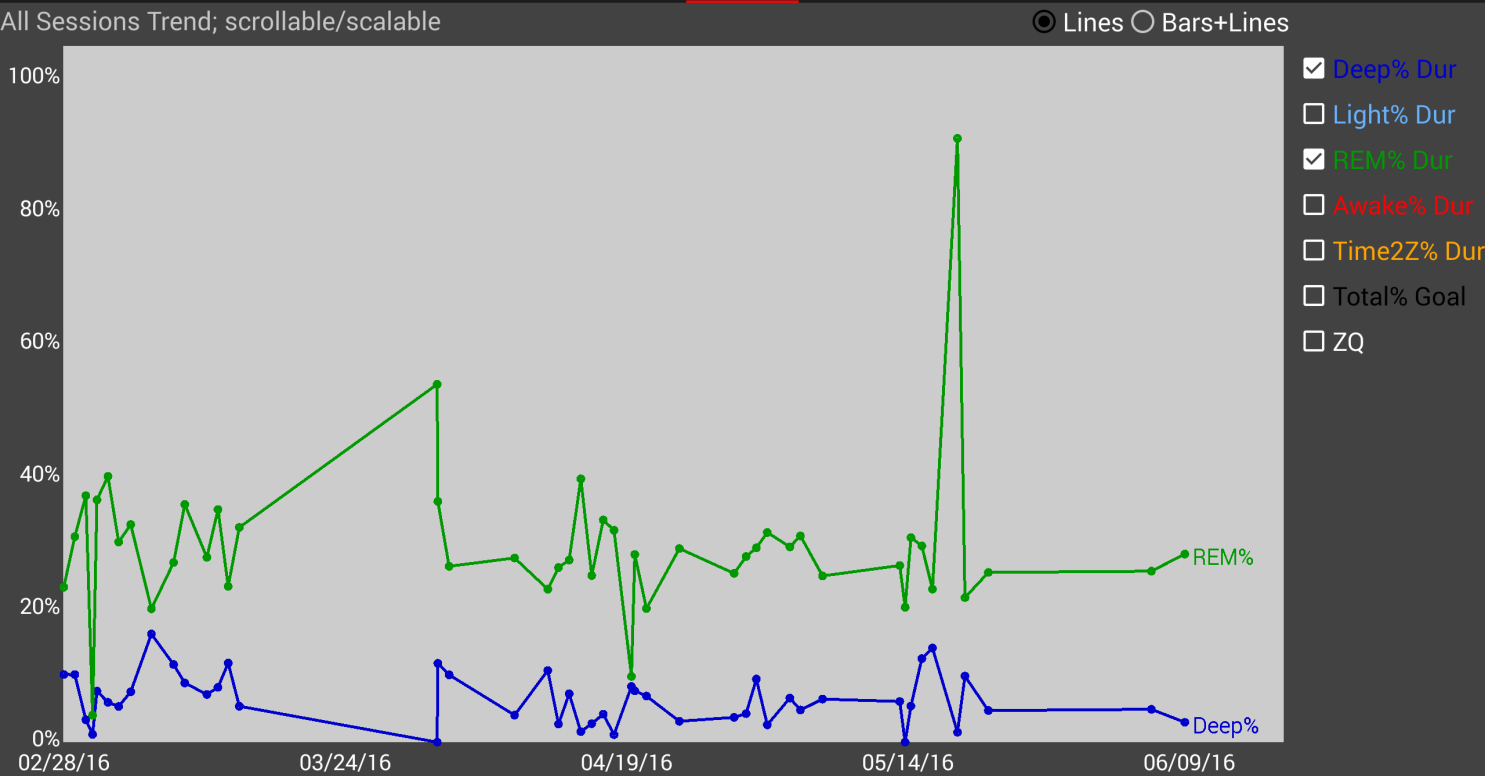 All Sessions Trend; scrollable/scalable
Lines
Bars+Lines
100%
80%
60%
40%
20%
0%
Deep% Dur
Light% Dur
REM% Dur
Awake% Dur
Time2Z% Dur
Total% Goal
ZQ
REM%
Deep%
02/28/16
03/24/16
04/19/16
05/14/16
06/09/16